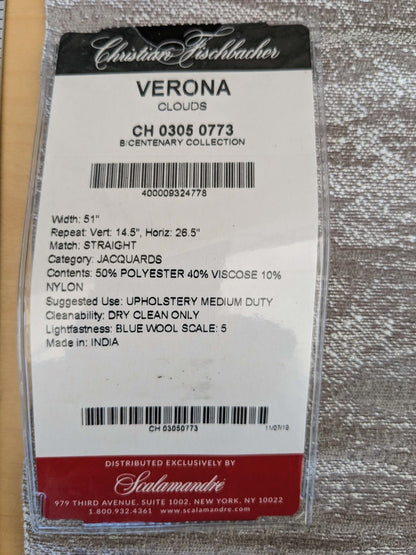 Christian Fischbacher
VERONA
CLOUDS
CH 0305 0773
BICENTENARY COLLECTION
400009324778
Width: 51"
Repeat: Vert: 14.5", Horiz: 26.5"
Match: STRAIGHT
Category: JACQUARDS
Contents: 50% POLYESTER 40% VISCOSE 10%
NYLON
Suggested Use: UPHOLSTERY MEDIUM DUTY
Cleanability: DRY CLEAN ONLY
Lightfastness: BLUE WOOL SCALE: 5
Made in: INDIA
CH 03050773
11/07/19
DISTRIBUTED EXCLUSIVELY BY
Scalamandré
979 THIRD AVENUE, SUITE 1002, NEW YORK, NY 10022
1.800.932.4361 www.scalamandre.com